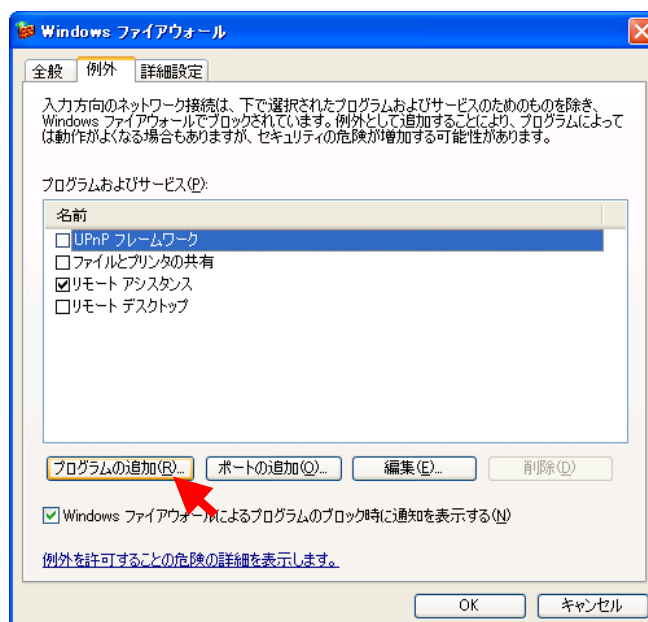 Windows ファイアウォール
全般 例外 詳細設定
入力方向のネットワーク接続は、下で選択されたプログラムおよびサービスのためのものを除き、
Windows ファイアウォールでブロックされています。例外として追加することにより、プログラムによって
は動作がよくなる場合もありますが、セキュリティの危険が増加する可能性があります。
プログラムおよびサービス(P):
名前
UPnP フレームワーク
ファイルとプリンタの共有
リモート アシスタンス
リモート デスクトップ
プログラムの追加(R)... ポートの追加(O)... 編集(E)... 削除(D)
Windows ファイアウォールによるプログラムのブロック時に通知を表示する(N)
例外を許可することの危険の詳細を表示します。
OK キャンセル